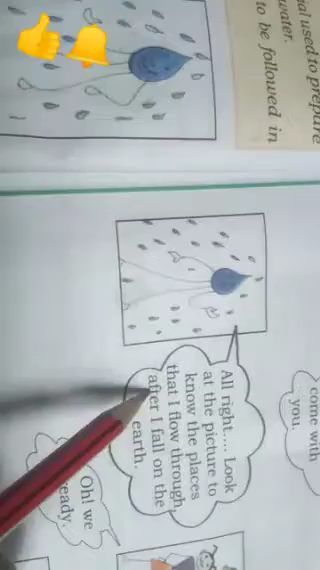 ial used to prepare
water.
to be followed in
come with
you.
All right.... Look
at the picture to
know the places
that I flow through,
after I fall on the
earth.
Oh! we
ready.